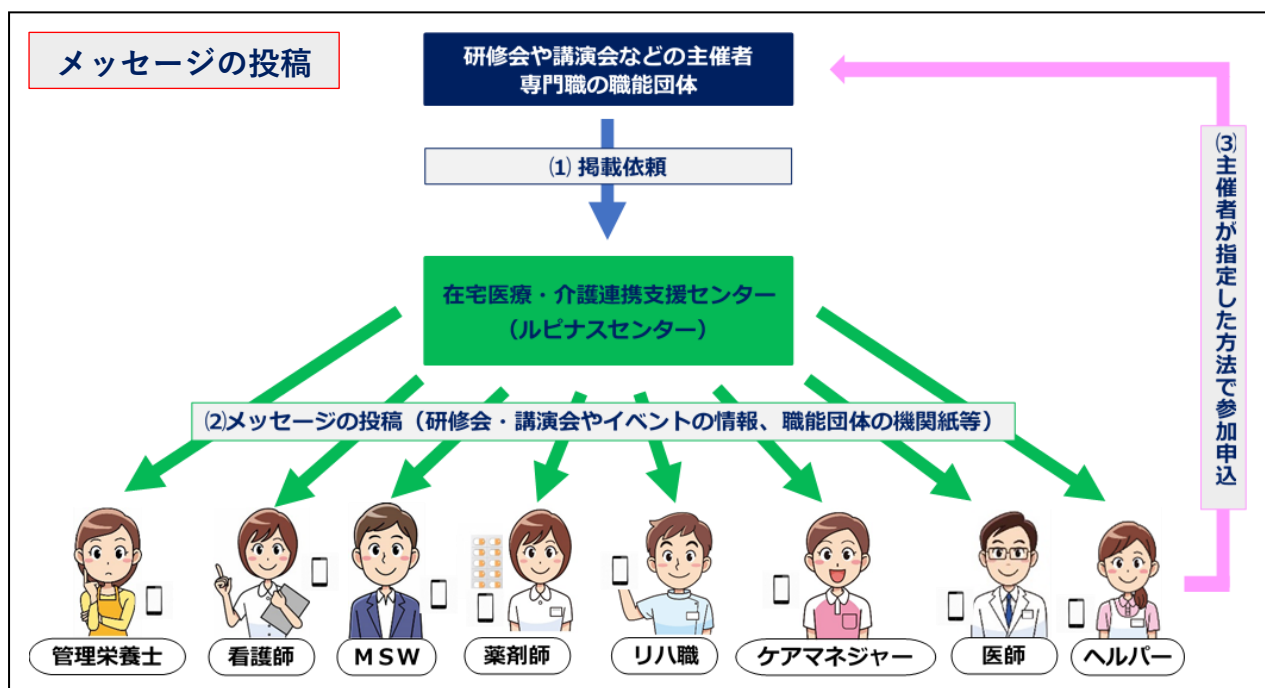 メッセージの投稿
研修会や講演会などの主催者
専門職の職能団体
⑴ 掲載依頼
在宅医療・介護連携支援センター
（ルピナスセンター）
⑵メッセージの投稿（研修会・講演会やイベントの情報、職能団体の機関紙等）
⑶主催者が指定した方法で参加申込
管理栄養士
看護師
ＭＳＷ
薬剤師
リハ職
ケアマネジャー
医師
ヘルパー